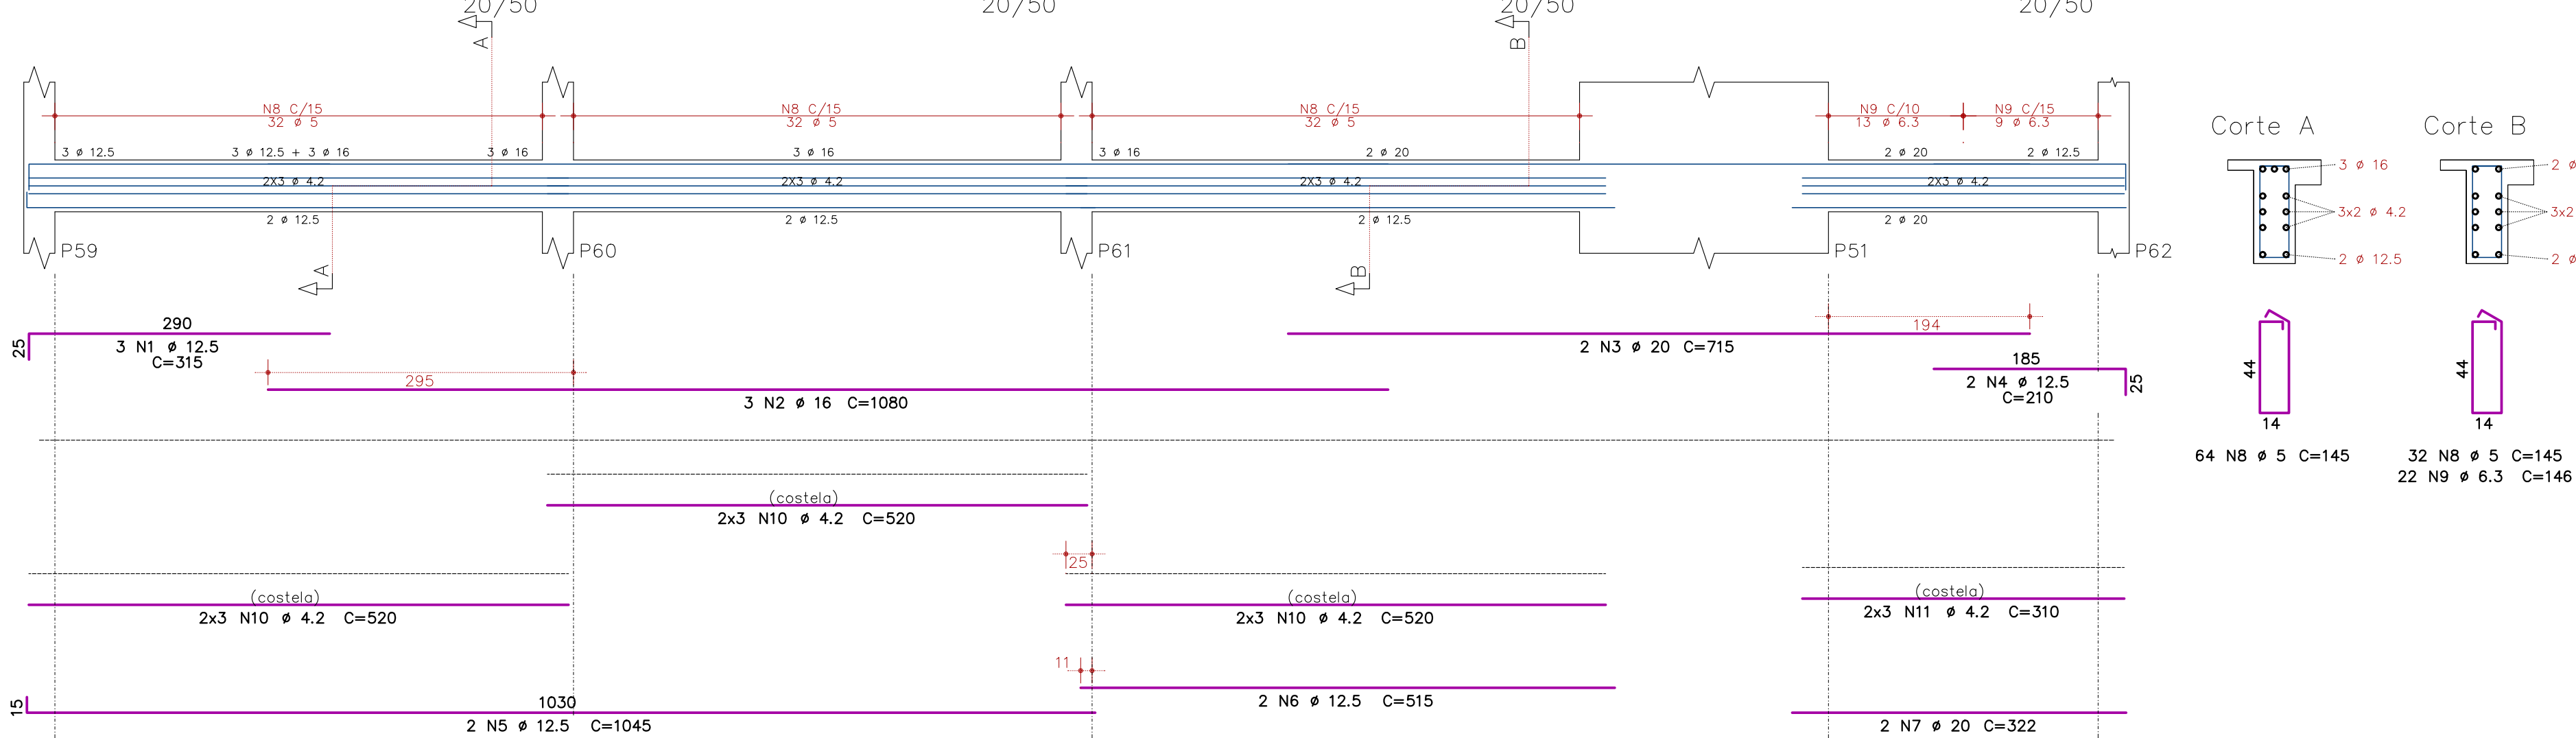 20/50 20/50 20/50 20/50
A B
N8 C/15 N8 C/15 N8 C/15 N9 C/10 N9 C/15
32 ø 5 32 ø 5 32 ø 5 13 ø 6.3 9 ø 6.3
3 ø 12.5 3 ø 12.5 + 3 ø 16 3 ø 16 3 ø 16 3 ø 16 2 ø 20 2 ø 20 2 ø 12.5
2X3 ø 4.2 2X3 ø 4.2 2X3 ø 4.2 2X3 ø 4.2
2 ø 12.5 2 ø 12.5 2 ø 12.5 2 ø 20
P59 P60 P61 P51 P62
A B
Corte A Corte B
3 ø 16 2 ø
3x2 ø 4.2 3x2
2 ø 12.5 2 ø
44 44
14 14
64 N8 ø 5 C=145 32 N8 ø 5 C=145
22 N9 ø 6.3 C=146
290
25
3 N1 ø 12.5
C=315
194
2 N3 ø 20 C=715
185
2 N4 ø 12.5
C=210
25
295
3 N2 ø 16 C=1080
(costela)
2x3 N10 ø 4.2 C=520
25
(costela) (costela) (costela)
2x3 N10 ø 4.2 C=520 2x3 N10 ø 4.2 C=520 2x3 N11 ø 4.2 C=310
11
2 N6 ø 12.5 C=515
15
1030
2 N5 ø 12.5 C=1045 2 N7 ø 20 C=322